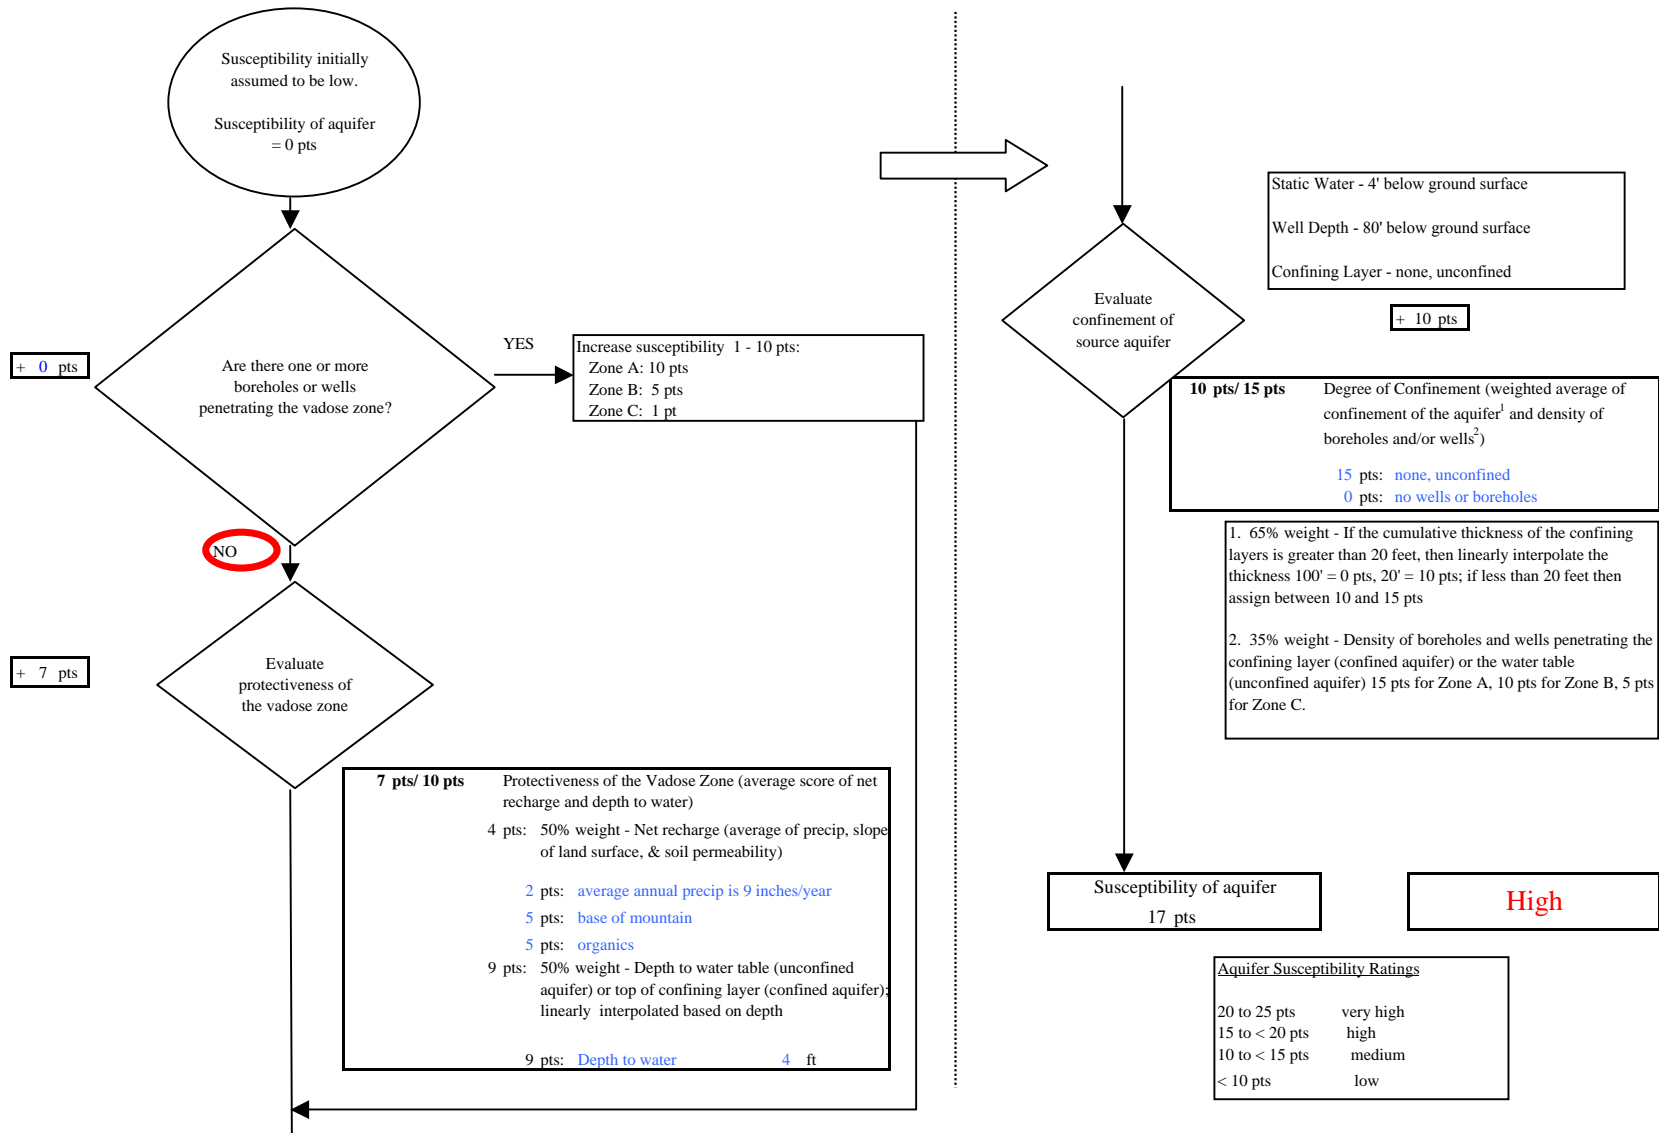 Susceptibility initially
assumed to be low.
Susceptibility of aquifer
= 0 pts
+ 0 pts
Are there one or more
boreholes or wells
penetrating the vadose zone?
YES
Increase susceptibility 1 - 10 pts:
Zone A: 10 pts
Zone B: 5 pts
Zone C: 1 pt
NO
+ 7 pts
Evaluate
protectiveness of
the vadose zone
7 pts/ 10 pts Protectiveness of the Vadose Zone (average score of net
recharge and depth to water)
4 pts: 50% weight - Net recharge (average of precip, slope
of land surface, & soil permeability)
2 pts: average annual precip is 9 inches/year
5 pts: base of mountain
5 pts: organics
9 pts: 50% weight - Depth to water table (unconfined
aquifer) or top of confining layer (confined aquifer);
linearly interpolated based on depth
9 pts: Depth to water 4 ft
Static Water - 4' below ground surface
Well Depth - 80' below ground surface
Confining Layer - none, unconfined
Evaluate
confinement of
source aquifer
+ 10 pts
10 pts/ 15 pts Degree of Confinement (weighted average of
confinement of the aquifer1 and density of
boreholes and/or wells2)
15 pts: none, unconfined
0 pts: no wells or boreholes
1. 65% weight - If the cumulative thickness of the confining
layers is greater than 20 feet, then linearly interpolate the
thickness 100' = 0 pts, 20' = 10 pts; if less than 20 feet then
assign between 10 and 15 pts
2. 35% weight - Density of boreholes and wells penetrating the
confining layer (confined aquifer) or the water table
(unconfined aquifer) 15 pts for Zone A, 10 pts for Zone B, 5 pts
for Zone C.
Susceptibility of aquifer
17 pts
High
Aquifer Susceptibility Ratings
20 to 25 pts very high
15 to < 20 pts high
10 to < 15 pts medium
< 10 pts low